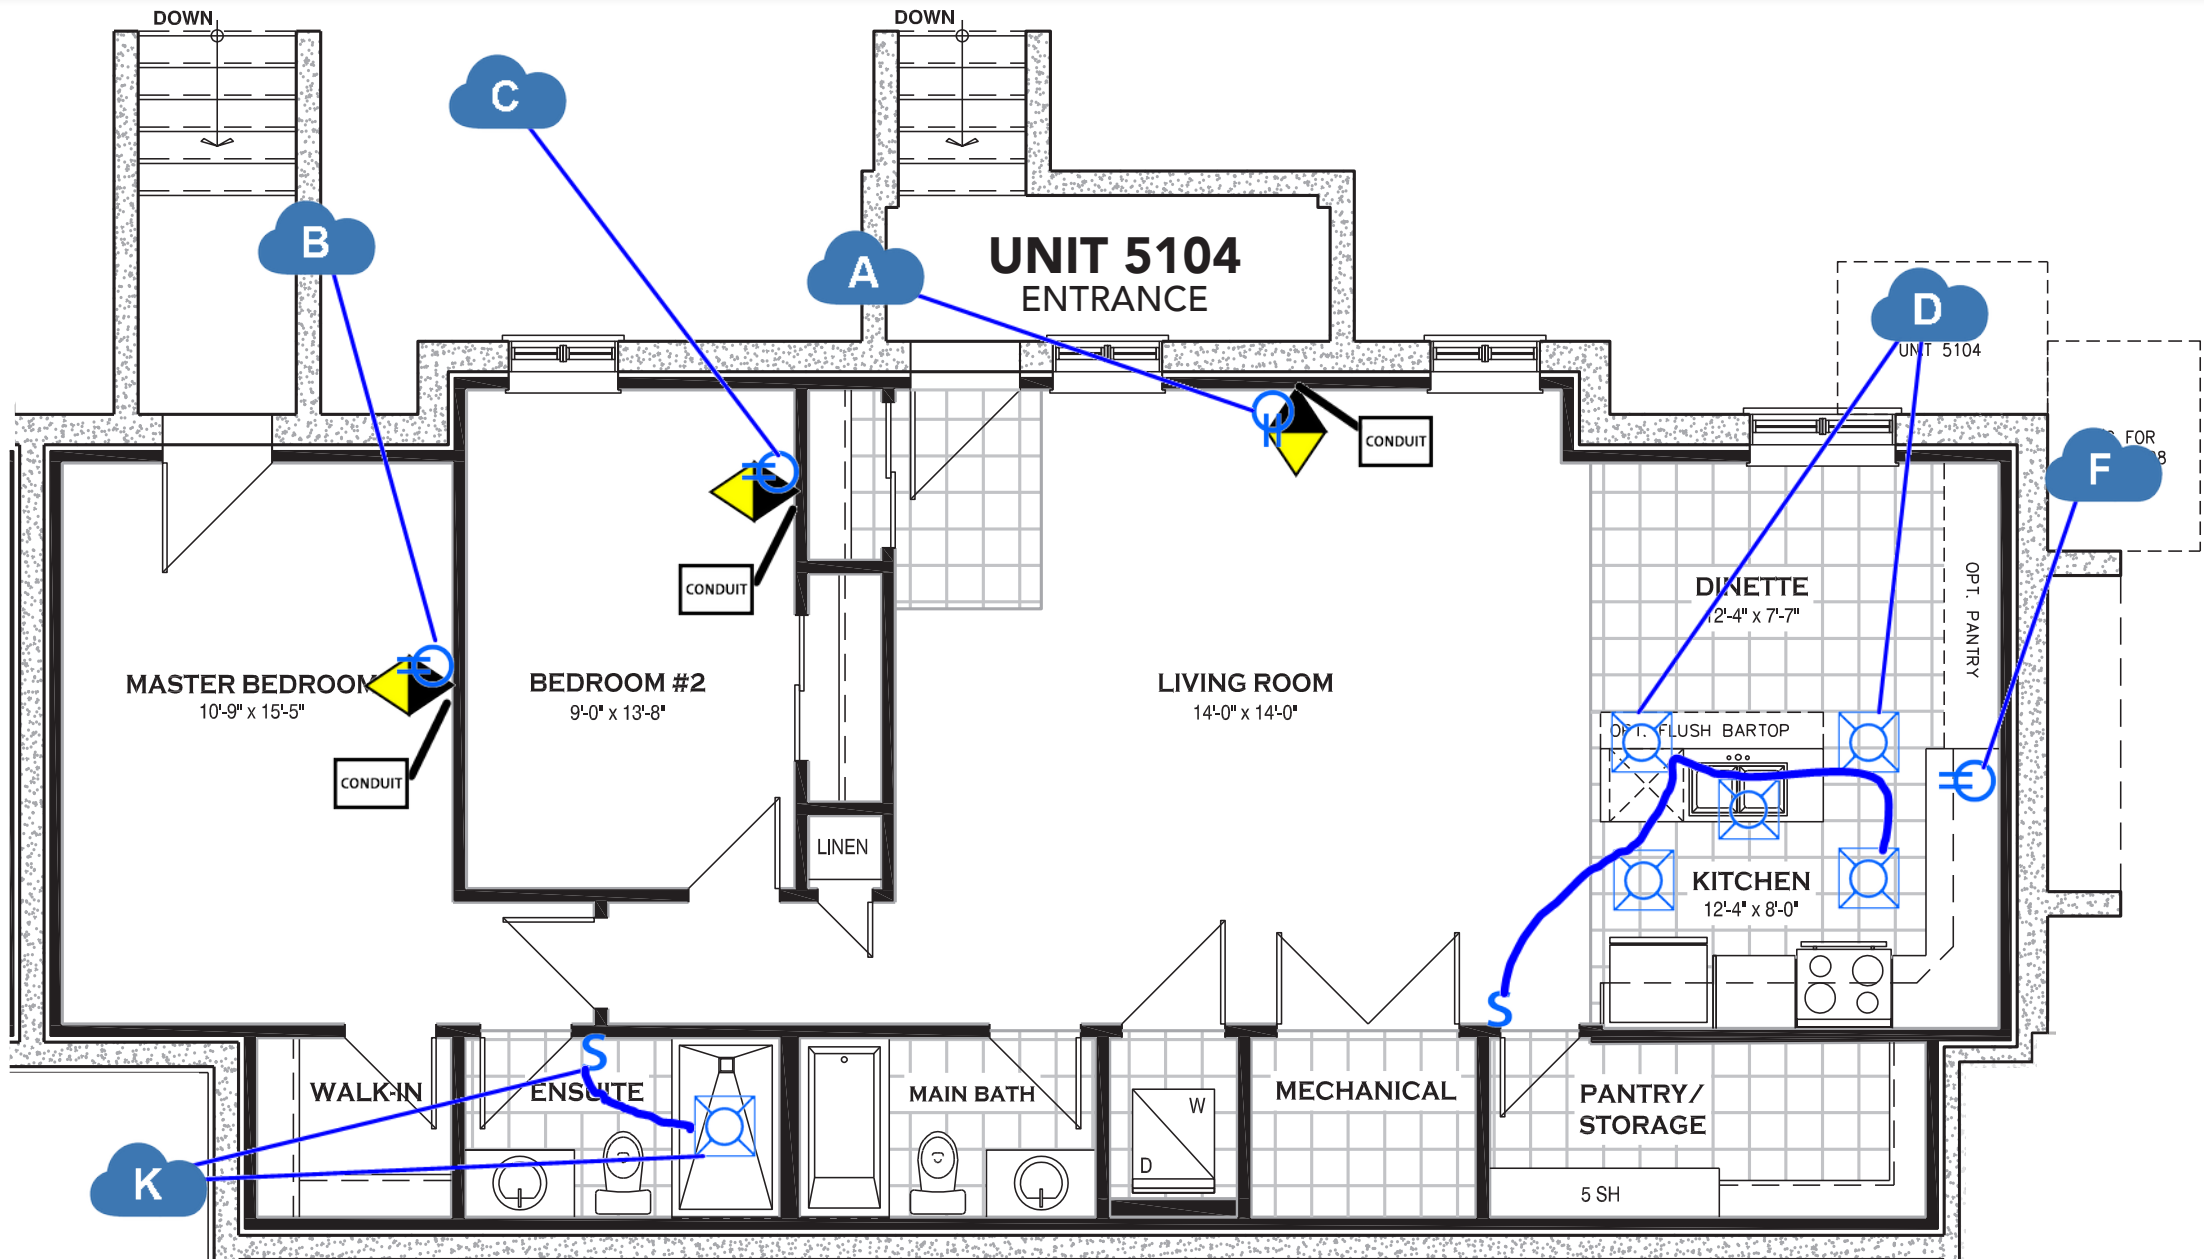 DOWN
DOWN
C
B
A
UNIT 5104
ENTRANCE
D
UNIT 5104
FOR
8
F
CONDUIT
CONDUIT
DINETTE
12'-4" x 7'-7"
OPT. PANTRY
MASTER BEDROOM
10'-9" x 15'-5"
BEDROOM #2
9'-0" x 13'-8"
LIVING ROOM
14'-0" x 14'-0"
OPT. FLUSH BARTOP
CONDUIT
LINEN
KITCHEN
12'-4" x 8'-0"
S
S
WALK-IN
ENSUITE
MAIN BATH
W
D
MECHANICAL
PANTRY/
STORAGE
K
5 SH